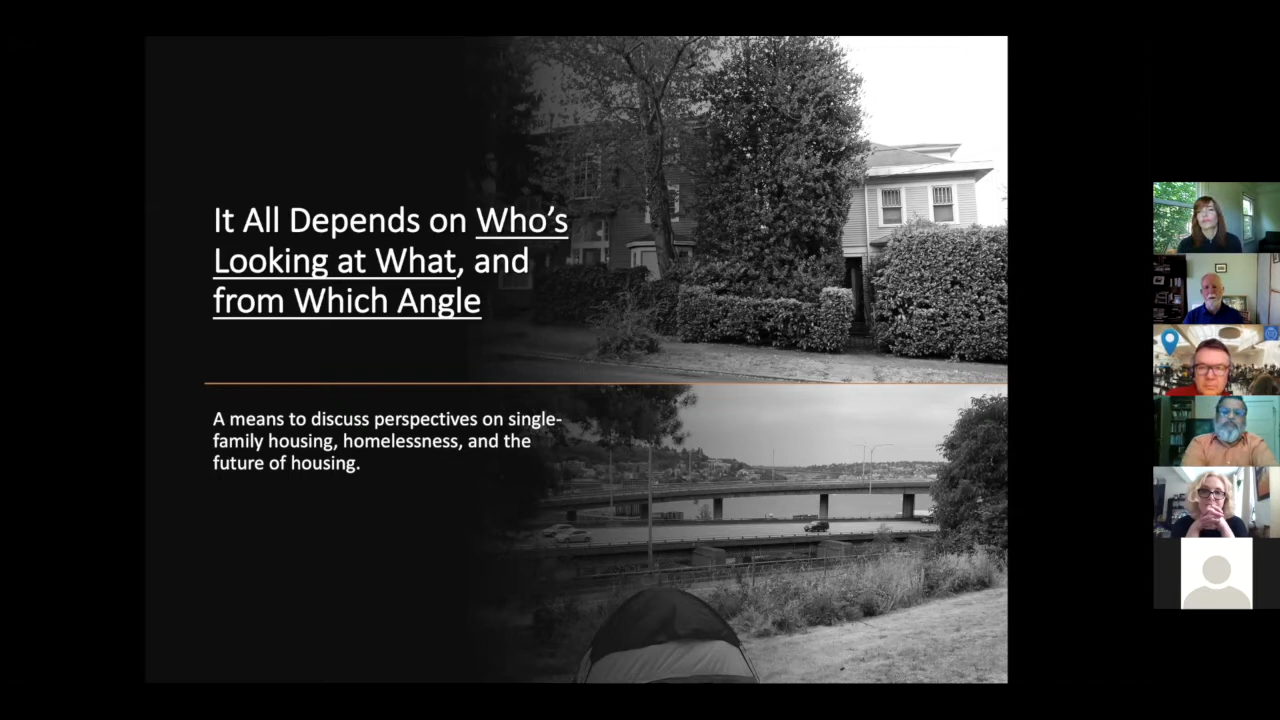 It All Depends on Who's
Looking at What, and
from Which Angle
A means to discuss perspectives on single-
family housing, homelessness, and the
future of housing.